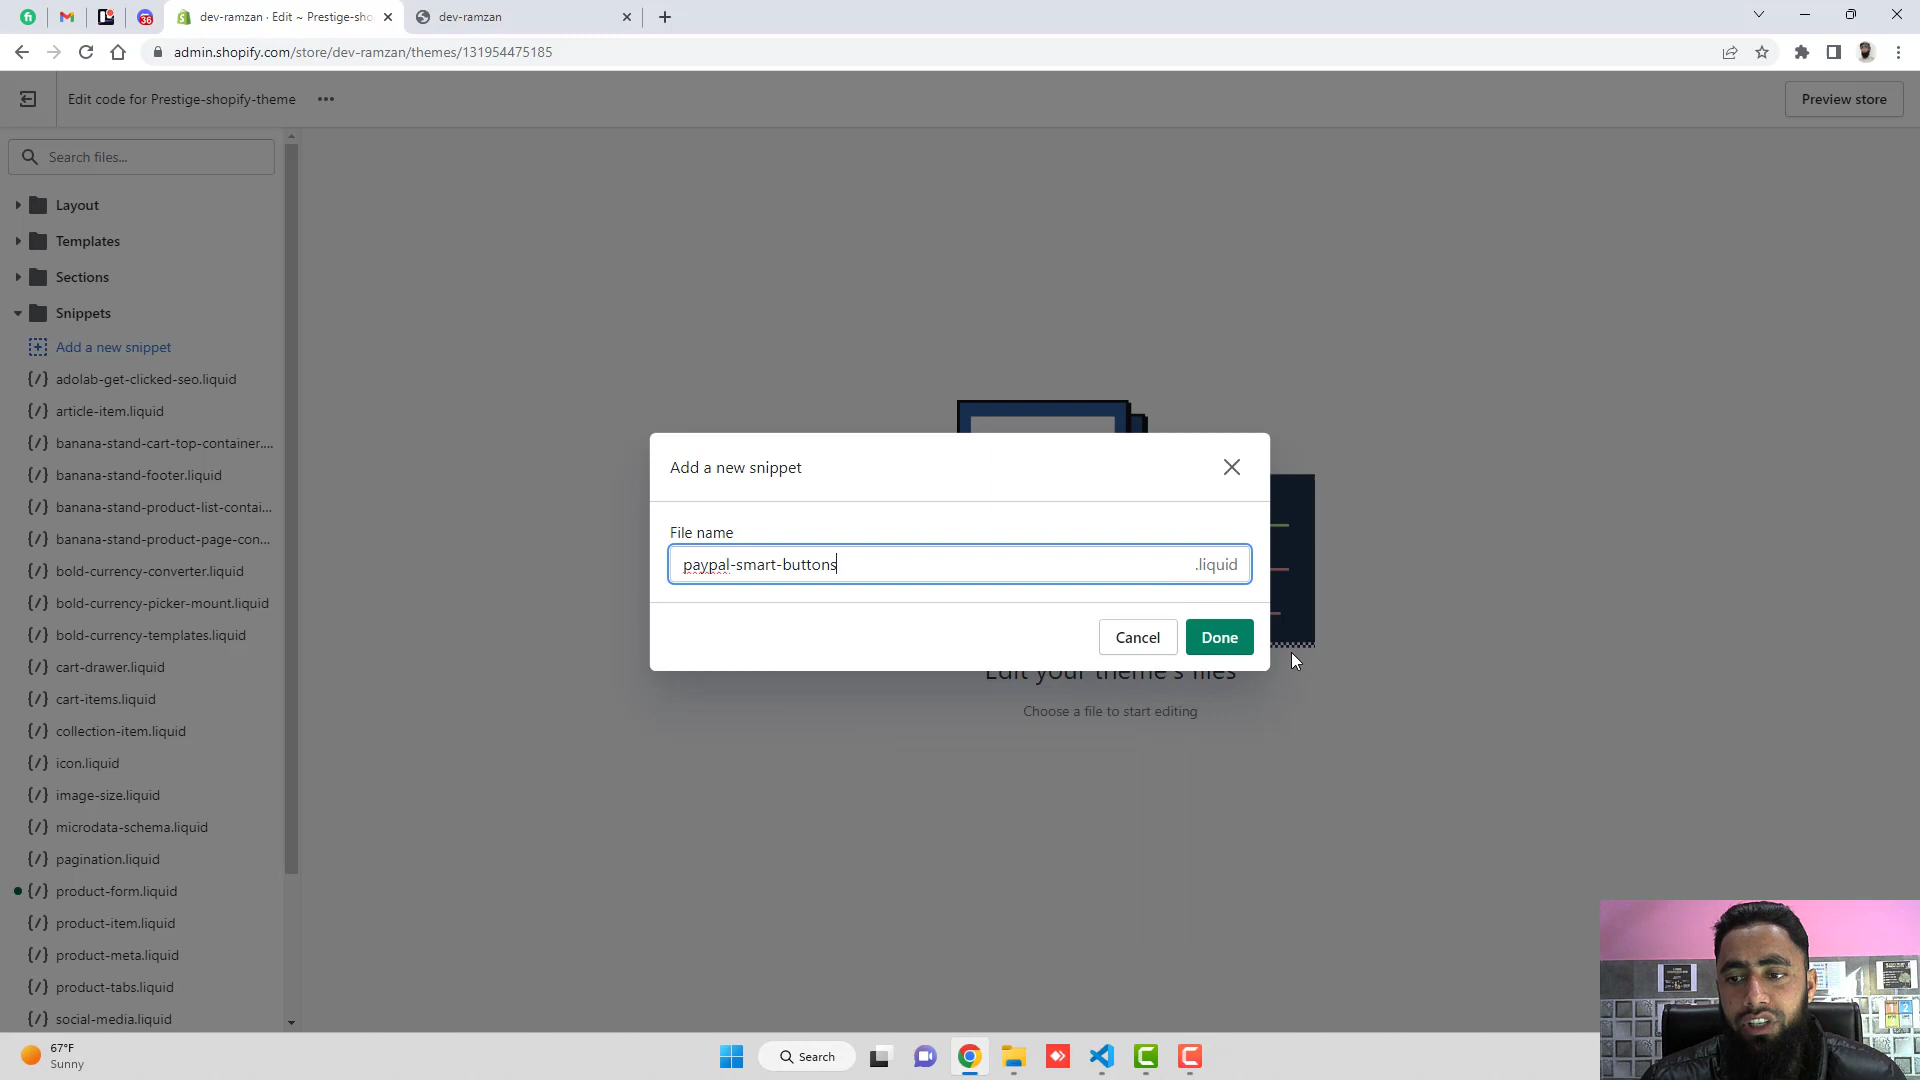 36
dev-ramzan · Edit ~ Prestige-sho
dev-ramzan
admin.shopify.com/store/dev-ramzan/themes/131954475185
Edit code for Prestige-shopify-theme
Preview store
Search files...
Layout
Templates
Sections
Snippets
Add a new snippet
adolab-get-clicked-seo.liquid
article-item.liquid
banana-stand-cart-top-container....
banana-stand-footer.liquid
banana-stand-product-list-contai...
banana-stand-product-page-con...
bold-currency-converter.liquid
bold-currency-picker-mount.liquid
bold-currency-templates.liquid
cart-drawer.liquid
cart-items.liquid
collection-item.liquid
icon.liquid
image-size.liquid
microdata-schema.liquid
pagination.liquid
product-form.liquid
product-item.liquid
product-meta.liquid
product-tabs.liquid
social-media.liquid
Add a new snippet
File name
paypal-smart-buttons .liquid
Cancel
Done
Edit your theme's files
Choose a file to start editing
67°F
Sunny
Search